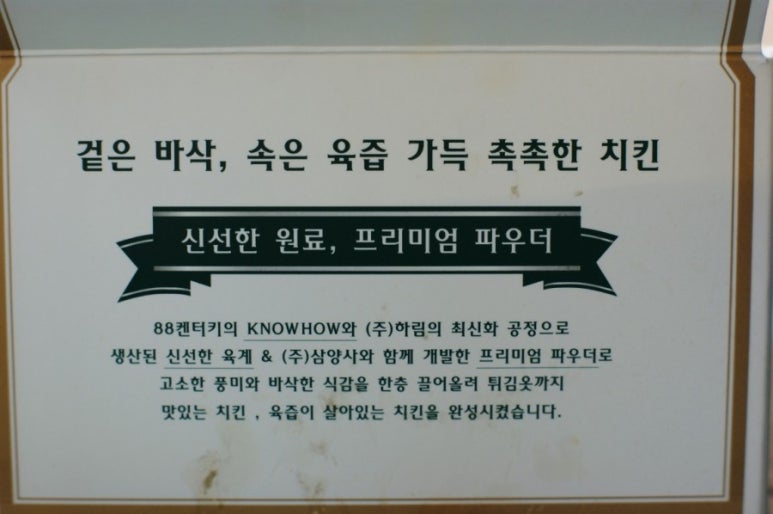 겉은 바삭, 속은 육즙 가득 촉촉한 치킨
신선한 원료, 프리미엄 파우더
88켄터키의 KNOWHOW와 (주)하림의 최신화 공정으로
생산된 신선한 육계 & (주)삼양사와 함께 개발한 프리미엄 파우더로
고소한 풍미와 바삭한 식감을 한층 끌어올려 튀김옷까지
맛있는 치킨 , 육즙이 살아있는 치킨을 완성시켰습니다.